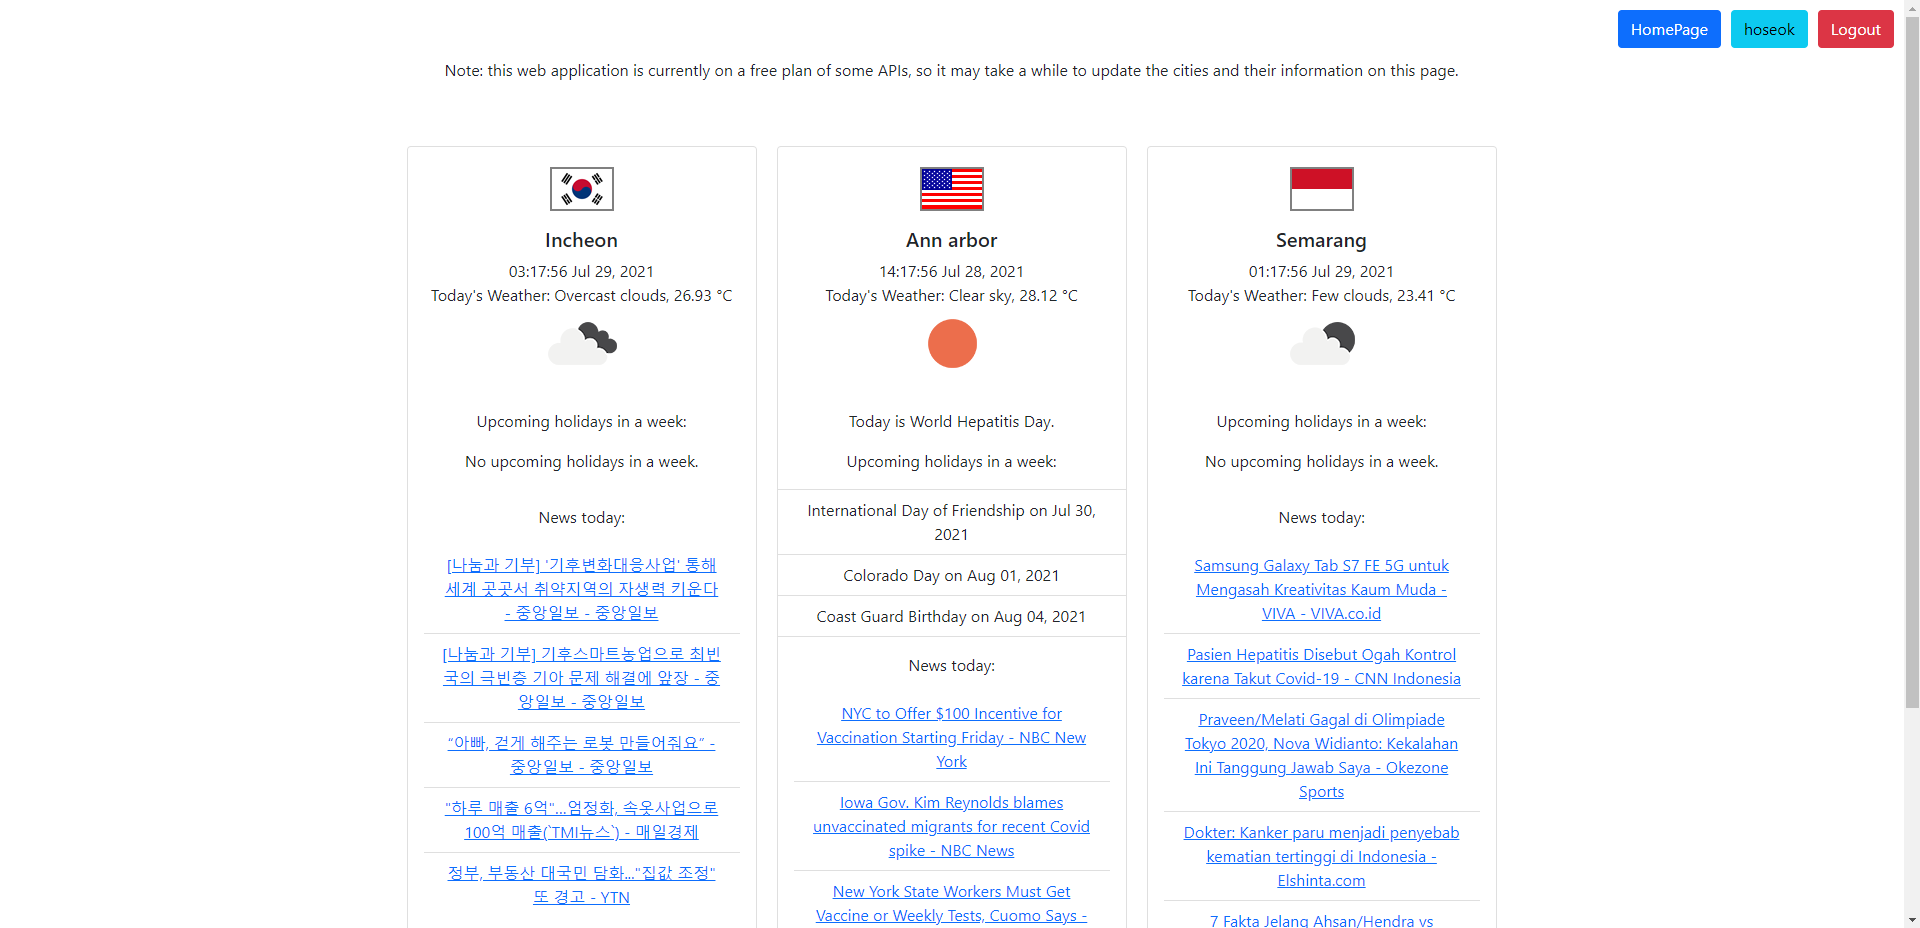 HomePage
hoseok
Logout
Note: this web application is currently on a free plan of some APIs, so it may take a while to update the cities and their information on this page.
Incheon
03:17:56 Jul 29, 2021
Today's Weather: Overcast clouds, 26.93 °C
Upcoming holidays in a week:
No upcoming holidays in a week.
News today:
[나눔과 기부] '기후변화대응사업' 통해
세계 곳곳서 취약지역의 자생력 키운다
- 중앙일보 - 중앙일보
[나눔과 기부] 기후스마트농업으로 최빈
국의 극빈층 기아 문제 해결에 앞장 - 중
앙일보 - 중앙일보
“아빠, 걷게 해주는 로봇 만들어줘요” -
중앙일보 - 중앙일보
"하루 매출 6억"...엄정화, 속옷사업으로
100억 매출(`TMI뉴스`) - 매일경제
정부, 부동산 대국민 담화..."집값 조정"
또 경고 - YTN
Ann arbor
14:17:56 Jul 28, 2021
Today's Weather: Clear sky, 28.12 °C
Today is World Hepatitis Day.
Upcoming holidays in a week:
International Day of Friendship on Jul 30,
2021
Colorado Day on Aug 01, 2021
Coast Guard Birthday on Aug 04, 2021
News today:
NYC to Offer $100 Incentive for
Vaccination Starting Friday - NBC New
York
Iowa Gov. Kim Reynolds blames
unvaccinated migrants for recent Covid
spike - NBC News
New York State Workers Must Get
Vaccine or Weekly Tests, Cuomo Says -
Semarang
01:17:56 Jul 29, 2021
Today's Weather: Few clouds, 23.41 °C
Upcoming holidays in a week:
No upcoming holidays in a week.
News today:
Samsung Galaxy Tab S7 FE 5G untuk
Mengasah Kreativitas Kaum Muda -
VIVA - VIVA.co.id
Pasien Hepatitis Disebut Ogah Kontrol
karena Takut Covid-19 - CNN Indonesia
Praveen/Melati Gagal di Olimpiade
Tokyo 2020, Nova Widianto: Kekalahan
Ini Tanggung Jawab Saya - Okezone
Sports
Dokter: Kanker paru menjadi penyebab
kematian tertinggi di Indonesia -
Elshinta.com
7 Fakta Jelang Ahsan/Hendra vs